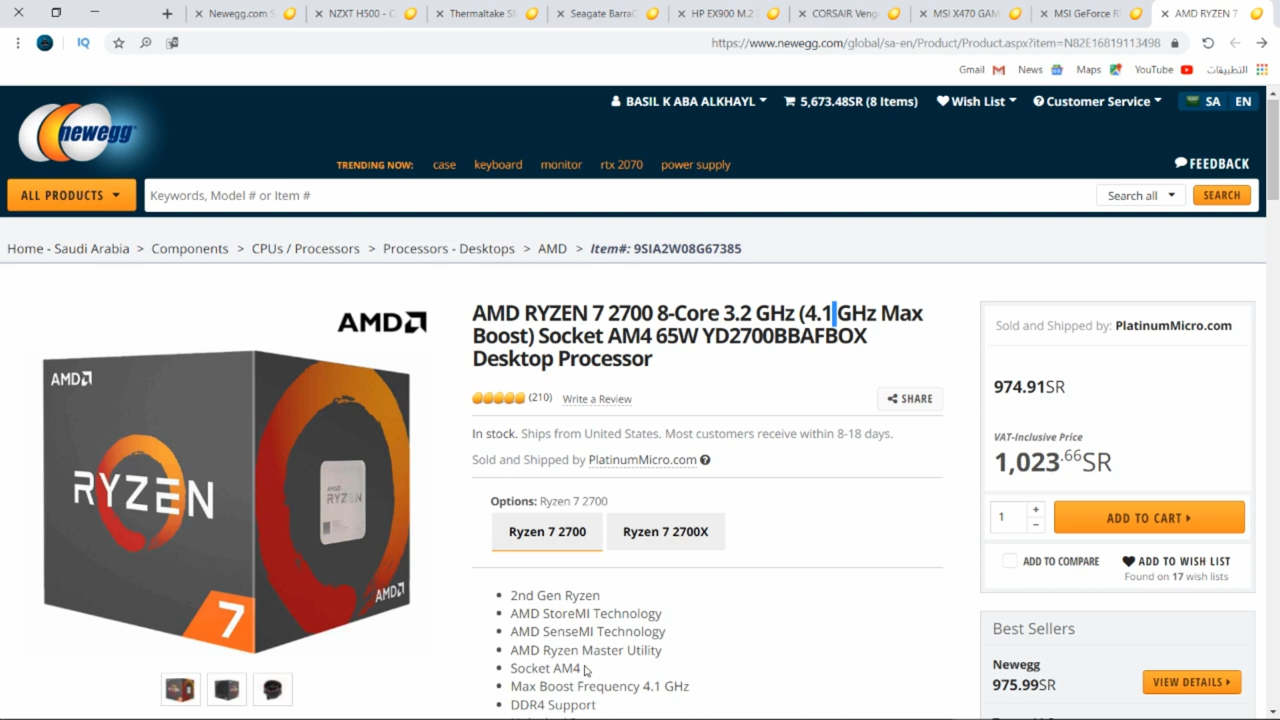 Newegg.com S
NZXT H500 - C
Thermaltake S
Seagate BarraC
HP EX900 M.2
CORSAIR Veng
MSI X470 GAM
MSI GeForce R
AMD RYZEN 7
IQ
https://www.newegg.com/global/sa-en/Product/Product.aspx?item=N82E16819113498
Gmail News Maps YouTube التطبيقات
newegg
BASIL K ABA ALKHAYL 5,673.48SR (8 Items) Wish List Customer Service SA EN
TRENDING NOW: case keyboard monitor rtx 2070 power supply
FEEDBACK
ALL PRODUCTS Keywords, Model # or Item # Search all SEARCH
Home - Saudi Arabia > Components > CPUs / Processors > Processors - Desktops > AMD > Item#: 9SIA2W08G67385
AMD
AMD
RYZEN
7
RYZEN
AMD
AMD RYZEN 7 2700 8-Core 3.2 GHz (4.1 GHz Max
Boost) Socket AM4 65W YD2700BBAFBOX
Desktop Processor
(210) Write a Review
SHARE
In stock. Ships from United States. Most customers receive within 8-18 days.
Sold and Shipped by PlatinumMicro.com
Options: Ryzen 7 2700
Ryzen 7 2700 Ryzen 7 2700X
• 2nd Gen Ryzen
• AMD StoreMI Technology
• AMD SenseMI Technology
• AMD Ryzen Master Utility
• Socket AM4
• Max Boost Frequency 4.1 GHz
• DDR4 Support
Sold and Shipped by: PlatinumMicro.com
974.91SR
VAT-Inclusive Price
1,023.66SR
1 + - ADD TO CART
ADD TO COMPARE ADD TO WISH LIST
Found on 17 wish lists
Best Sellers
Newegg
975.99SR
VIEW DETAILS